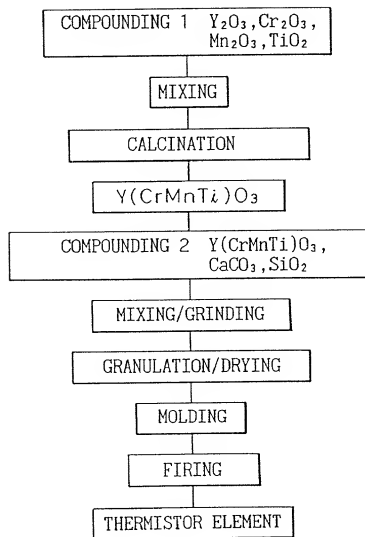 COMPOUNDING 1 Y₂O₃,Cr₂O₃,
Mn₂O₃,TiO₂
MIXING
CALCINATION
Y(CrMnTi)O₃
COMPOUNDING 2 Y(CrMnTi)O₃,
CaCO₃,SiO₂
MIXING/GRINDING
GRANULATION/DRYING
MOLDING
FIRING
THERMISTOR ELEMENT